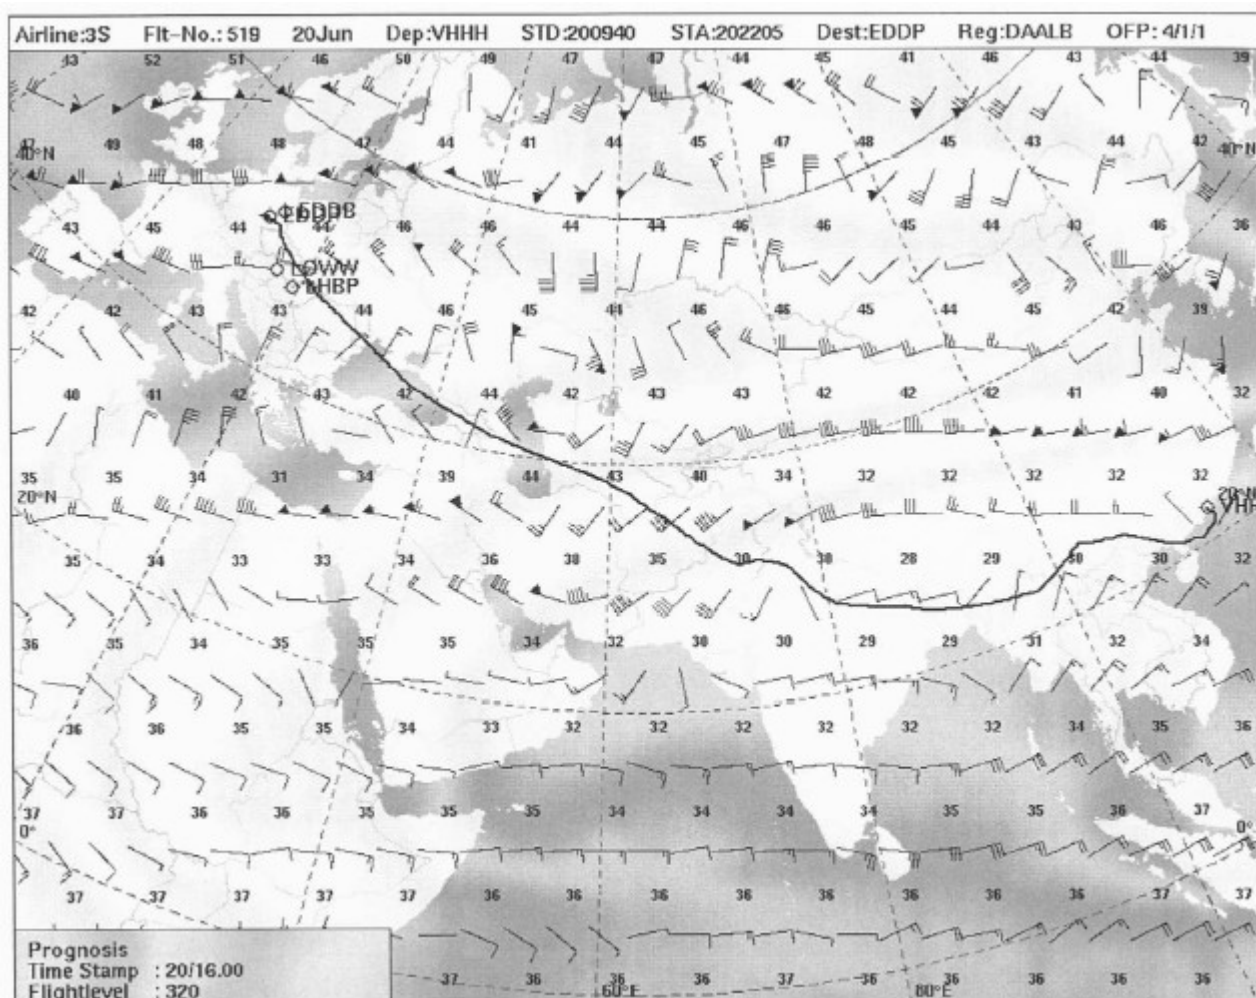 Airline:3S Flt-No.: 519 20Jun Dep:VHHH STD:200940 STA:202205 Dest:EDDP Reg:DAALB OFP: 4/1/1
43 52 51 46 50 49 47 47 44 45 41 46 44 39
47 49 48 48 47 46 41 44 45 47 48 45 43 44 42
40°N 40°N
EDDB
43 45 44 44 46 46 44 44 44 46 44 45 43 46 36
LOWW
LHBP
42 42 43 43 44 46 45 44 46 46 45 44 42 39
40 41 42 43 42 44 42 43 43 42 42 42 41 40 32
35 35 34 31 34 39 44 43 40 34 32 32 32 32 32
20°N 20°N
VHH
35 34 33 33 34 36 38 35 30 30 28 29 30 30 32
36 34 35 35 35 34 32 30 30 29 29 31 32 34
36 36 35 34 33 32 32 32 32 32 32 34 35 36
37 37 36 36 35 35 34 34 34 34 35 35 36 37
0° 0°
37 37 37 37 37 36 36 36 36 36 36 35 37 37
Prognosis
Time Stamp : 20/16.00
Flightlevel : 320
37 36 36 35 35 35 36 36 36
60°E 80°E